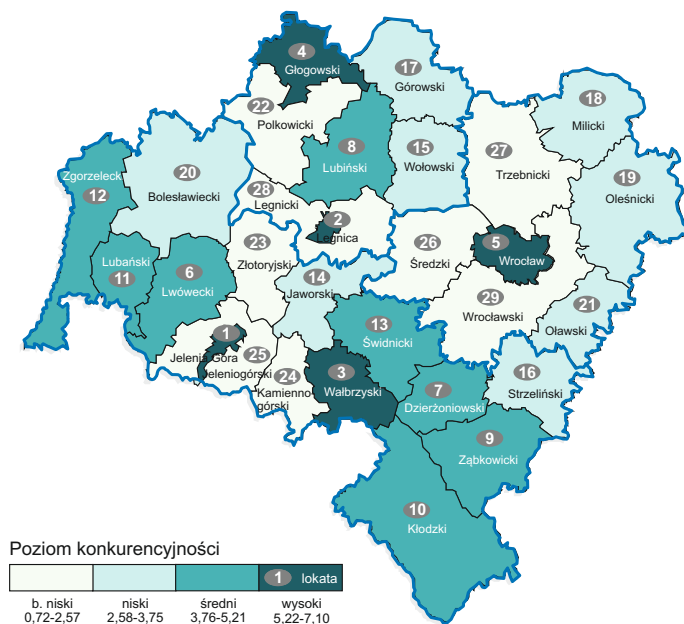 4
Głogowski
17
Górowski
18
Milicki
22
Polkowicki
8
Lubiński
15
Wołowski
27
Trzebnicki
19
Oleśnicki
Zgorzelecki
12
20
Bolesławiecki
28
Legnicki
2
Legnica
23
Złotoryjski
26
Średzki
5
Wrocław
Lubański
11
6
Lwówecki
14
Jaworski
29
Wrocławski
21
Oławski
1
Jelenia Góra
25
Jeleniogórski
24
Kamienno-
górski
13
Świdnicki
3
Wałbrzyski
7
Dzierżoniowski
16
Strzeliński
9
Ząbkowicki
10
Kłodzki
Poziom konkurencyjności
1 lokata
b. niski niski średni wysoki
0,72-2,57 2,58-3,75 3,76-5,21 5,22-7,10